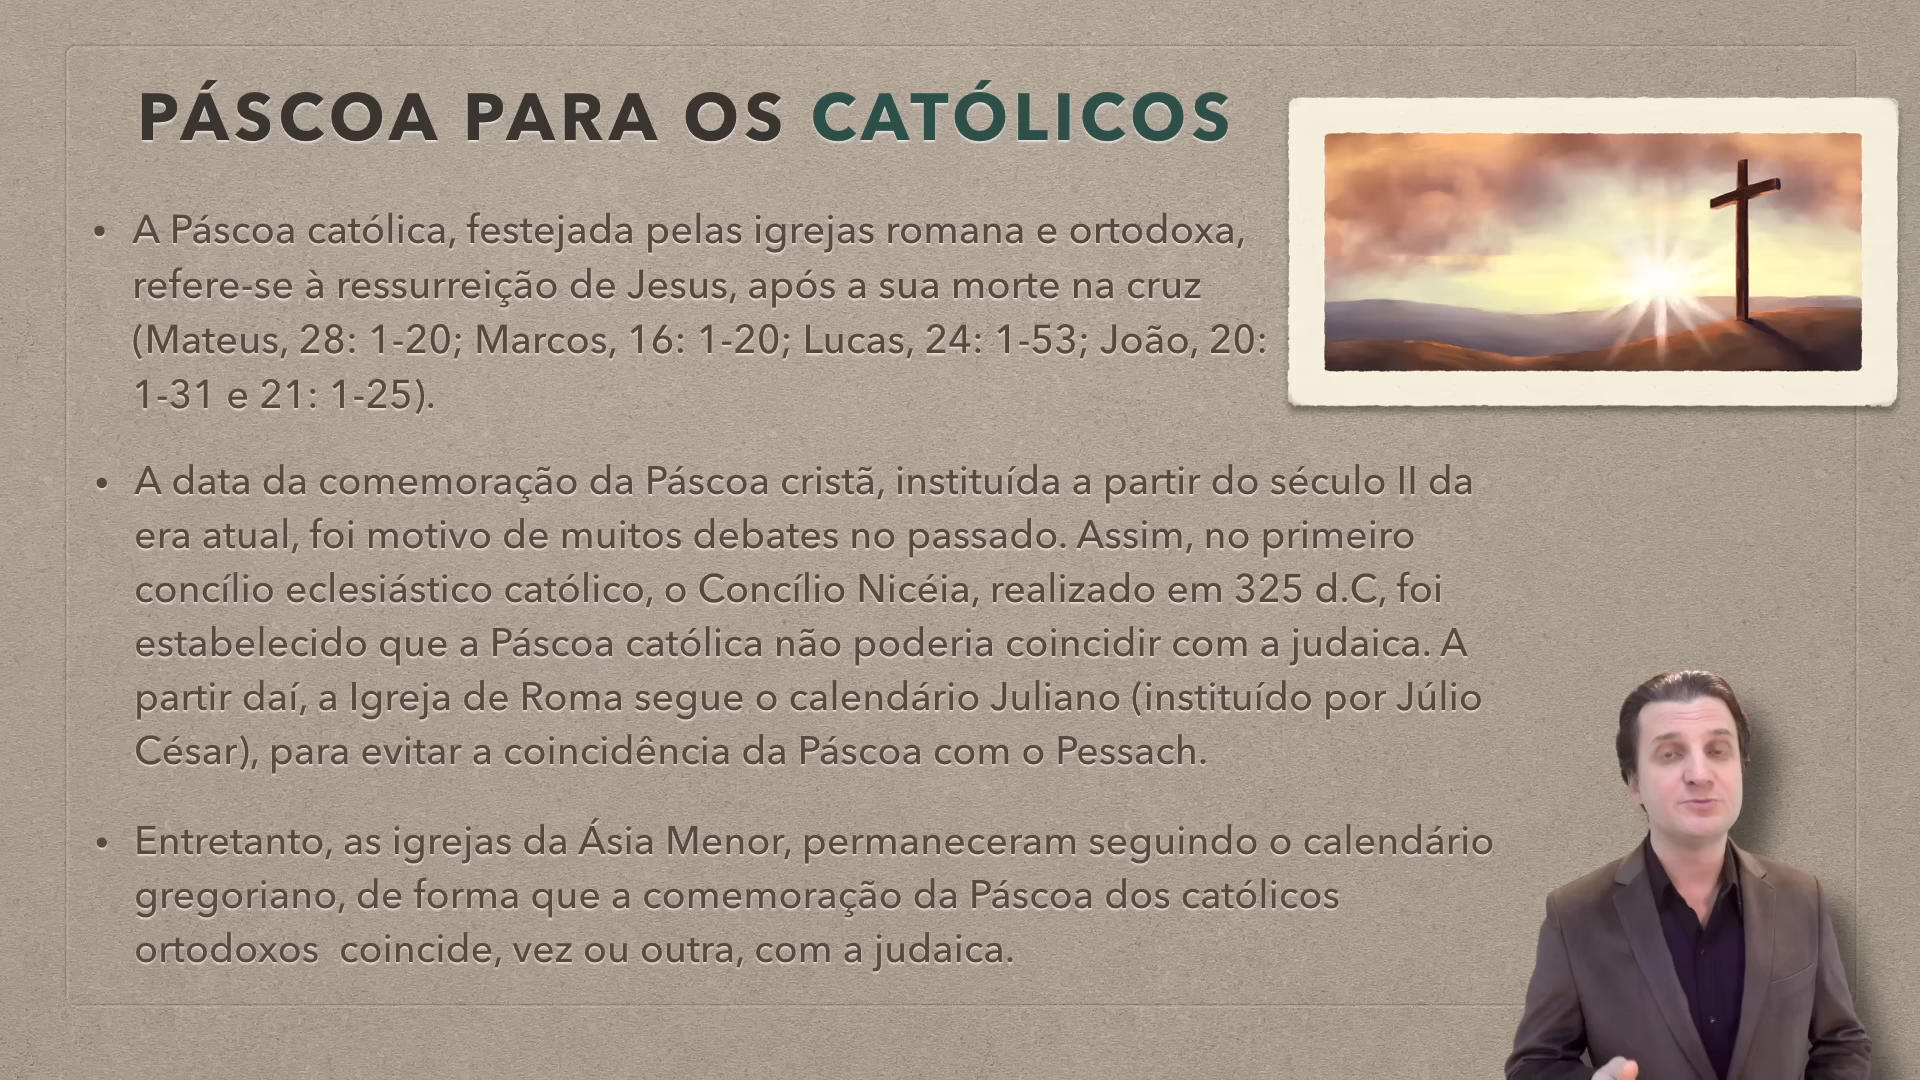 PÁSCOA PARA OS CATÓLICOS
• A Páscoa católica, festejada pelas igrejas romana e ortodoxa,
refere-se à ressurreição de Jesus, após a sua morte na cruz
(Mateus, 28: 1-20; Marcos, 16: 1-20; Lucas, 24: 1-53; João, 20:
1-31 e 21: 1-25).
• A data da comemoração da Páscoa cristã, instituída a partir do século II da
era atual, foi motivo de muitos debates no passado. Assim, no primeiro
concílio eclesiástico católico, o Concílio Nicéia, realizado em 325 d.C, foi
estabelecido que a Páscoa católica não poderia coincidir com a judaica. A
partir daí, a Igreja de Roma segue o calendário Juliano (instituído por Júlio
César), para evitar a coincidência da Páscoa com o Pessach.
• Entretanto, as igrejas da Ásia Menor, permaneceram seguindo o calendário
gregoriano, de forma que a comemoração da Páscoa dos católicos
ortodoxos  coincide, vez ou outra, com a judaica.